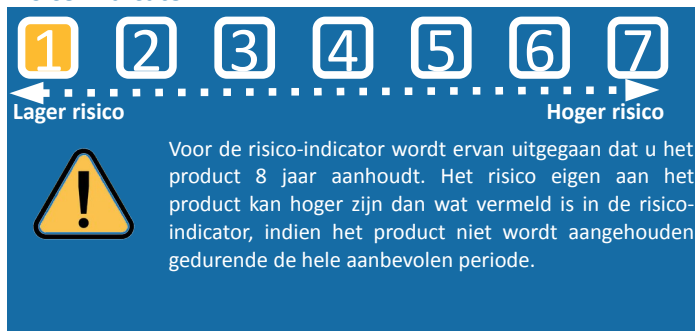 1 2 3 4 5 6 7
Lager risico Hoger risico
Voor de risico-indicator wordt ervan uitgegaan dat u het
product 8 jaar aanhoudt. Het risico eigen aan het
product kan hoger zijn dan wat vermeld is in de risico-
indicator, indien het product niet wordt aangehouden
gedurende de hele aanbevolen periode.